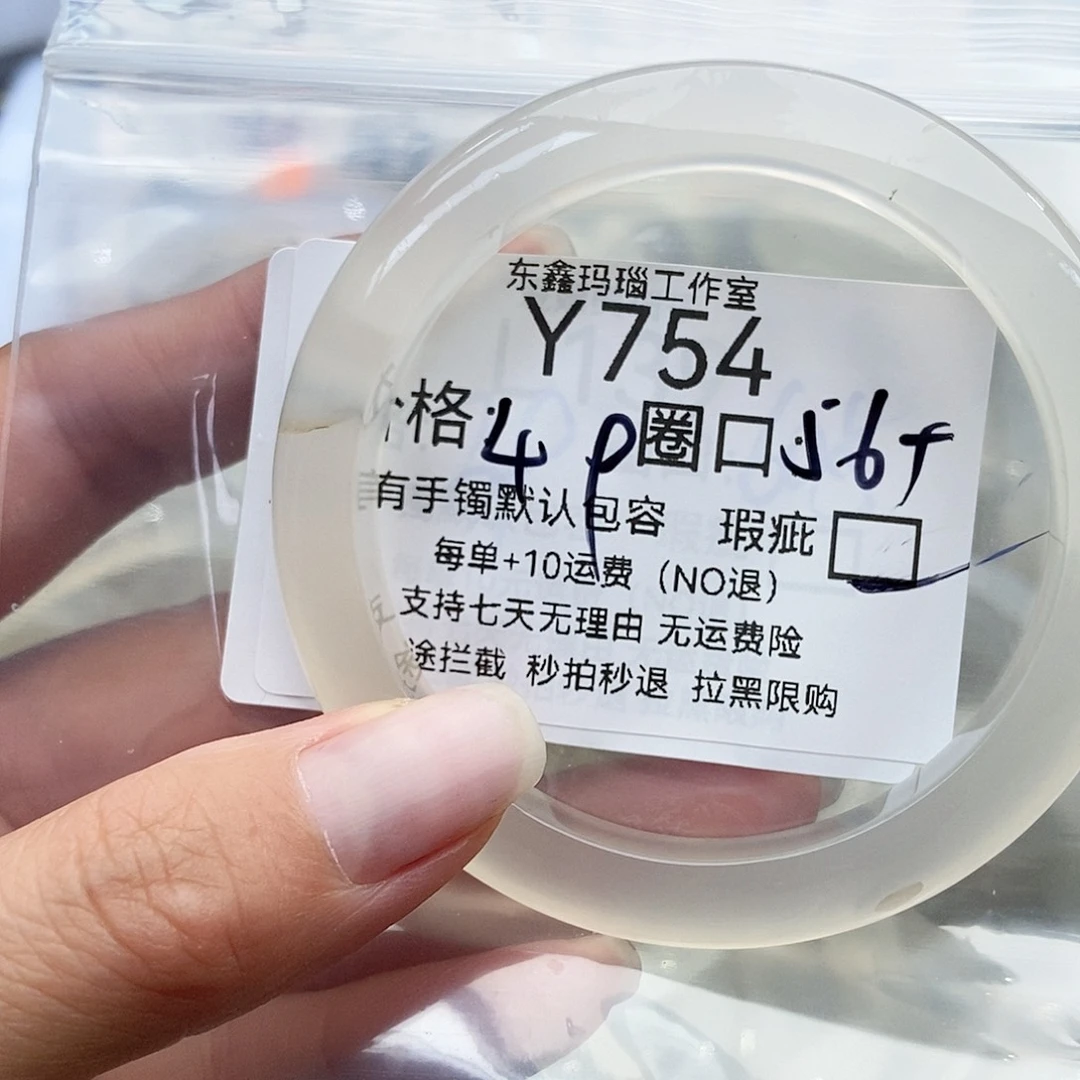 东鑫玛瑙工作室
Y754
价格:4 p圈口:56+
有手镯默认包容 瑕疵
每单+10运费（NO退）
支持七天无理由 无运费险
途拦截 秒拍秒退 拉黑限购